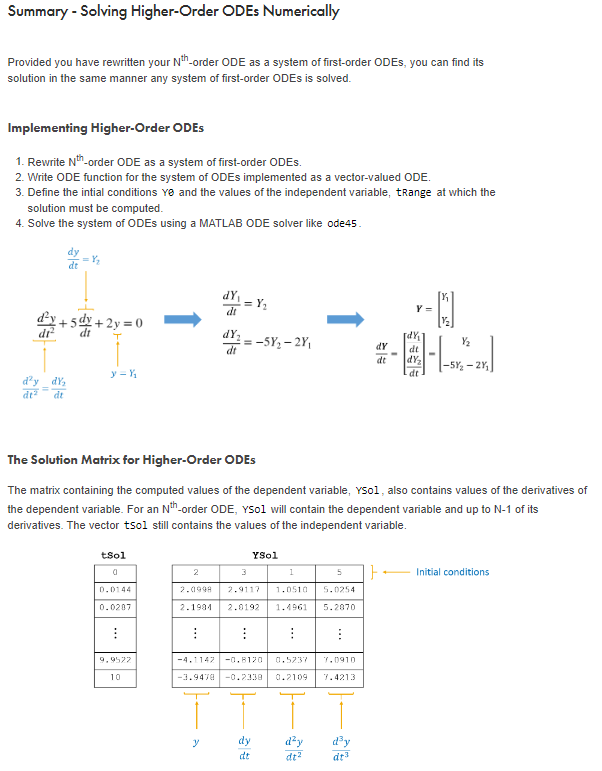 Summary - Solving Higher-Order ODEs Numerically
Provided you have rewritten your Nth-order ODE as a system of first-order ODEs, you can find its
solution in the same manner any system of first-order ODEs is solved.
Implementing Higher-Order ODEs
1. Rewrite Nth-order ODE as a system of first-order ODEs.
2. Write ODE function for the system of ODEs implemented as a vector-valued ODE.
3. Define the intial conditions Y0 and the values of the independent variable, tRange at which the
solution must be computed.
4. Solve the system of ODEs using a MATLAB ODE solver like ode45.
dy/dt = Y₂
d²y/dt² + 5 dy/dt + 2y = 0
d²y/dt² = dY₂/dt
y = Y₁
dY₁/dt = Y₂
dY₂/dt = −5Y₂ − 2Y₁
Y = [Y₁ Y₂]
dY/dt = [dY₁/dt dY₂/dt] = [Y₂ −5Y₂ − 2Y₁]
The Solution Matrix for Higher-Order ODEs
The matrix containing the computed values of the dependent variable, YSol, also contains values of the derivatives of
the dependent variable. For an Nth-order ODE, YSol will contain the dependent variable and up to N-1 of its
derivatives. The vector tSol still contains the values of the independent variable.
tSol YSol
0 2 3 1 5 Initial conditions
0.0144 2.0998 2.9117 1.0510 5.0254
0.0287 2.1984 2.8192 1.4961 5.2870
⋮ ⋮ ⋮ ⋮ ⋮
9.9522 -4.1142 -0.8120 0.5237 7.0910
10 -3.9478 -0.2338 0.2109 7.4213
y dy/dt d²y/dt² d³y/dt³